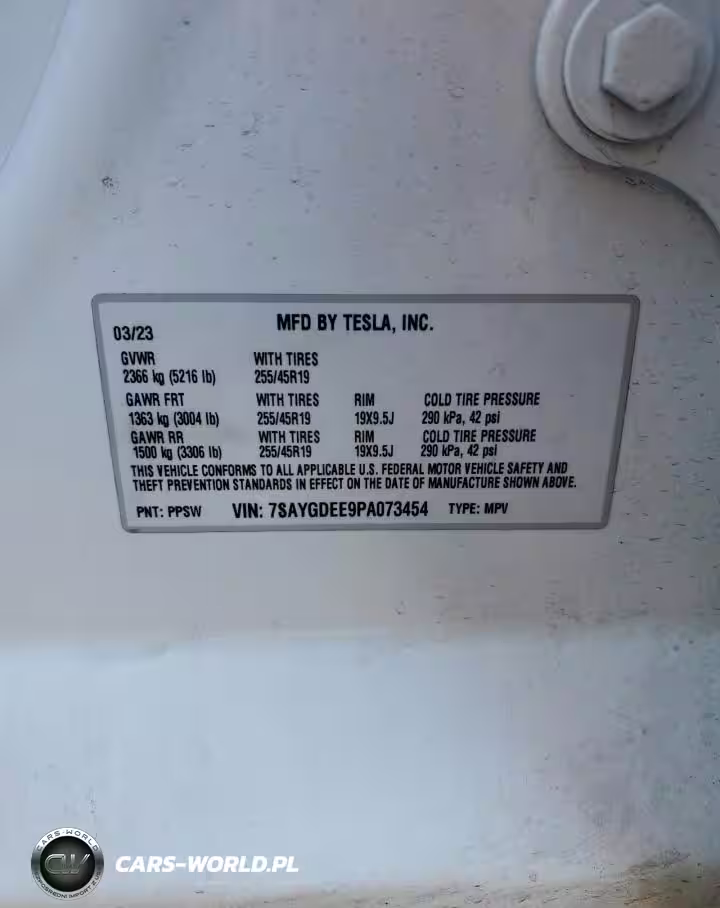 MFD BY TESLA, INC.
03/23
GVWR WITH TIRES
2366 kg (5216 lb) 255/45R19
GAWR FRT WITH TIRES RIM COLD TIRE PRESSURE
1363 kg (3004 lb) 255/45R19 19X9.5J 290 kPa, 42 psi
GAWR RR WITH TIRES RIM COLD TIRE PRESSURE
1500 kg (3306 lb) 255/45R19 19X9.5J 290 kPa, 42 psi
THIS VEHICLE CONFORMS TO ALL APPLICABLE U.S. FEDERAL MOTOR VEHICLE SAFETY AND
THEFT PREVENTION STANDARDS IN EFFECT ON THE DATE OF MANUFACTURE SHOWN ABOVE.
PNT: PPSW VIN: 7SAYGDEE9PA073454 TYPE: MPV
CARS-WORLD
CW
CARS-WORLD.PL